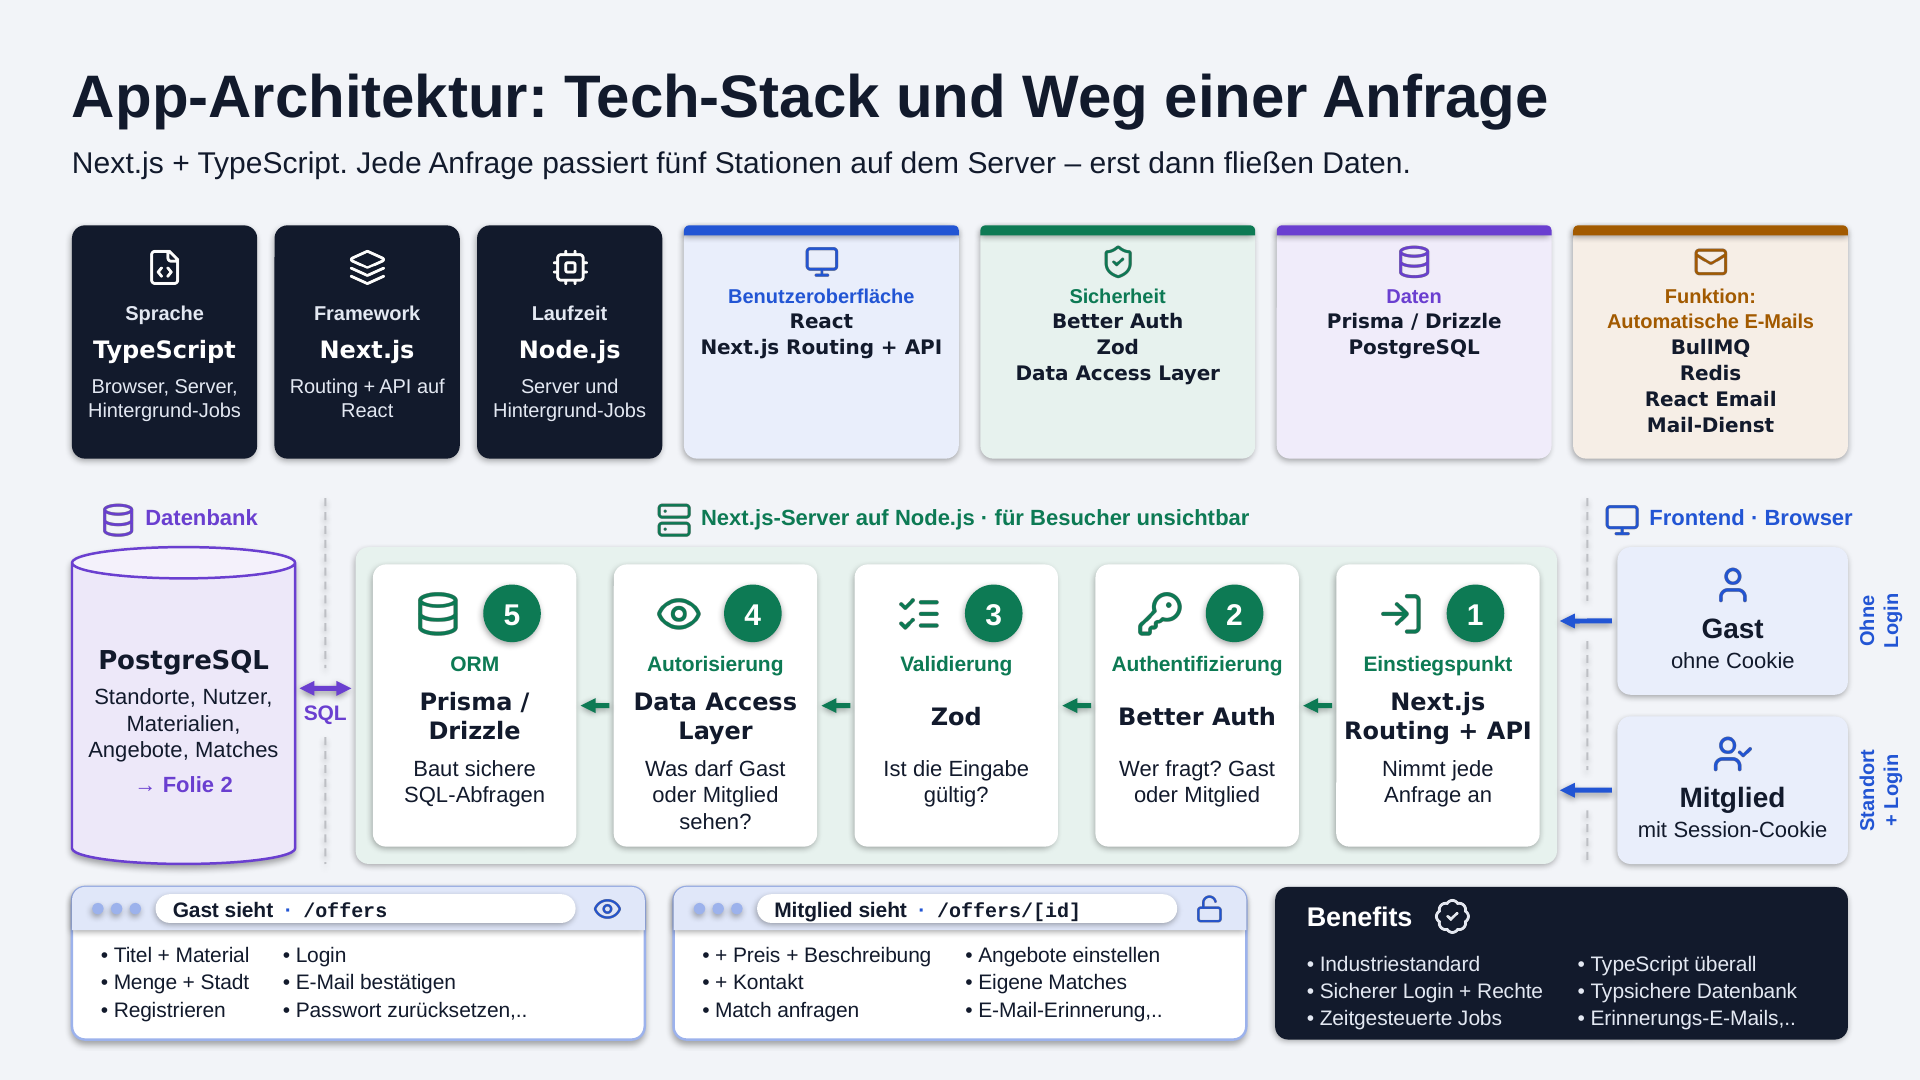 App-Architektur: Tech-Stack und Weg einer Anfrage
Next.js + TypeScript. Jede Anfrage passiert fünf Stationen auf dem Server – erst dann fließen Daten.
Sprache
TypeScript
Browser, Server,
Hintergrund-Jobs
Framework
Next.js
Routing + API auf
React
Laufzeit
Node.js
Server und
Hintergrund-Jobs
Benutzeroberfläche
React
Next.js Routing + API
Sicherheit
Better Auth
Zod
Data Access Layer
Daten
Prisma / Drizzle
PostgreSQL
Funktion:
Automatische E-Mails
BullMQ
Redis
React Email
Mail-Dienst
Datenbank
PostgreSQL
Standorte, Nutzer,
Materialien,
Angebote, Matches
→ Folie 2
SQL
Next.js-Server auf Node.js · für Besucher unsichtbar
5
ORM
Prisma /
Drizzle
Baut sichere
SQL-Abfragen
4
Autorisierung
Data Access
Layer
Was darf Gast
oder Mitglied
sehen?
3
Validierung
Zod
Ist die Eingabe
gültig?
2
Authentifizierung
Better Auth
Wer fragt? Gast
oder Mitglied
1
Einstiegspunkt
Next.js
Routing + API
Nimmt jede
Anfrage an
Frontend · Browser
Gast
ohne Cookie
Ohne
Login
Mitglied
mit Session-Cookie
Standort
+ Login
Gast sieht · /offers
• Titel + Material
• Menge + Stadt
• Registrieren
• Login
• E-Mail bestätigen
• Passwort zurücksetzen,..
Mitglied sieht · /offers/[id]
• + Preis + Beschreibung
• + Kontakt
• Match anfragen
• Angebote einstellen
• Eigene Matches
• E-Mail-Erinnerung,..
Benefits
• Industriestandard
• Sicherer Login + Rechte
• Zeitgesteuerte Jobs
• TypeScript überall
• Typsichere Datenbank
• Erinnerungs-E-Mails,..